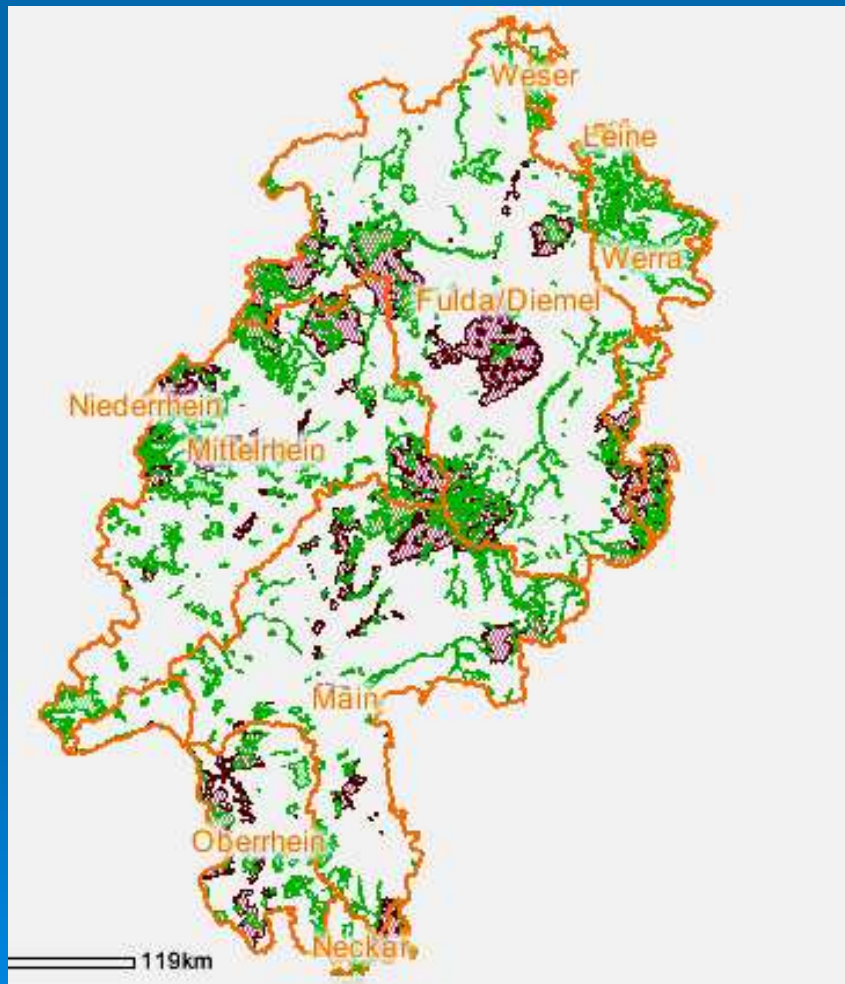 Weser
Leine
Werra
Fulda/Diemel
Niederrhein
Mittelrhein
Main
Oberrhein
Neckar
119km